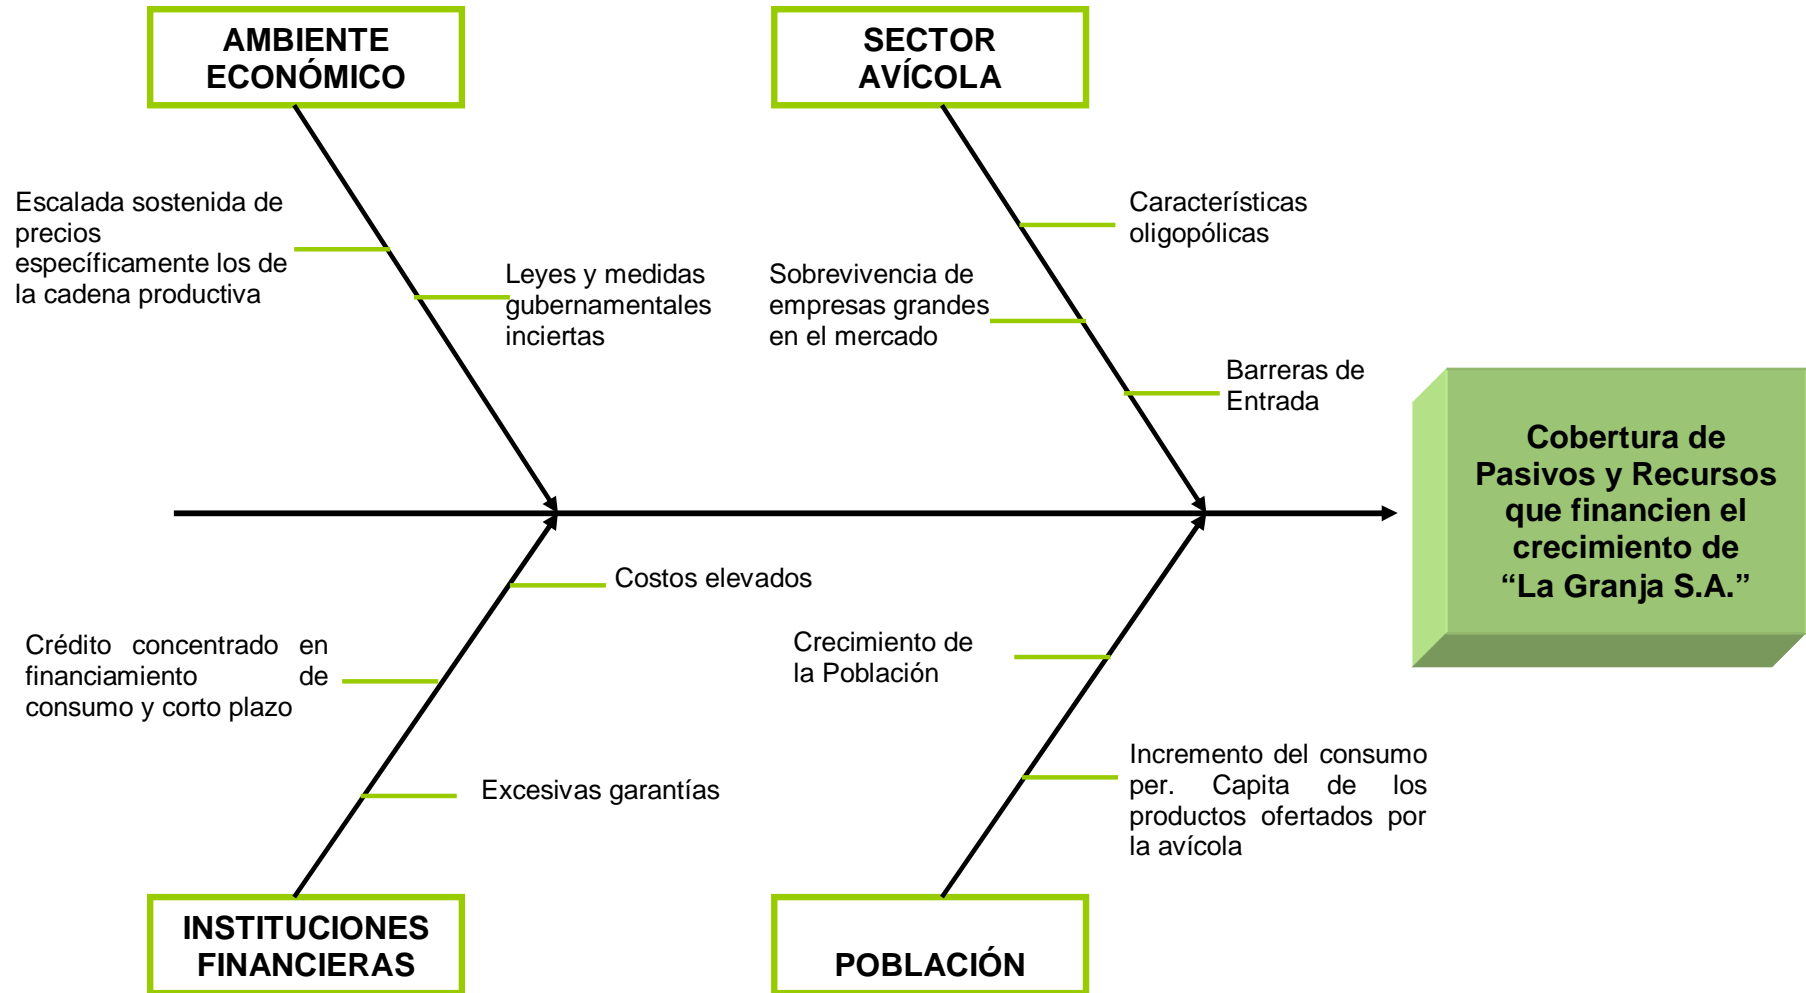 AMBIENTE
ECONÓMICO
SECTOR
AVÍCOLA
Escalada sostenida de
precios
específicamente los de
la cadena productiva
Leyes y medidas
gubernamentales
inciertas
Características
oligopólicas
Sobrevivencia de
empresas grandes
en el mercado
Barreras de
Entrada
Cobertura de
Pasivos y Recursos
que financien el
crecimiento de
“La Granja S.A.”
Costos elevados
Crédito concentrado en
financiamiento de
consumo y corto plazo
Excesivas garantías
Crecimiento de
la Población
Incremento del consumo
per. Capita de los
productos ofertados por
la avícola
INSTITUCIONES
FINANCIERAS
POBLACIÓN